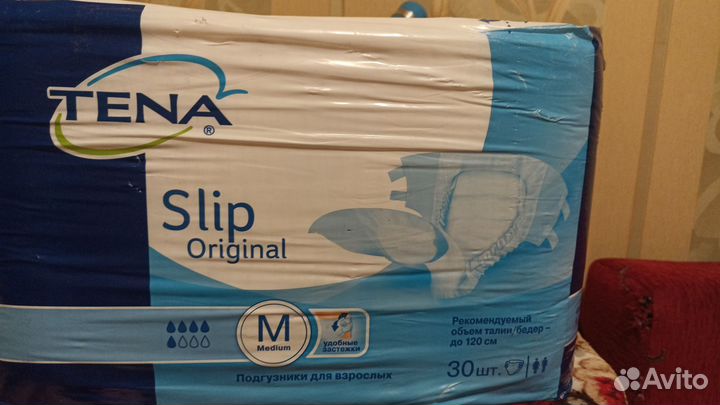 TENA®
Slip
Original
M
Medium
удобные
застежки
Рекомендуемый
объем талии/бедер –
до 120 см
Подгузники для взрослых
30 шт.
Avito